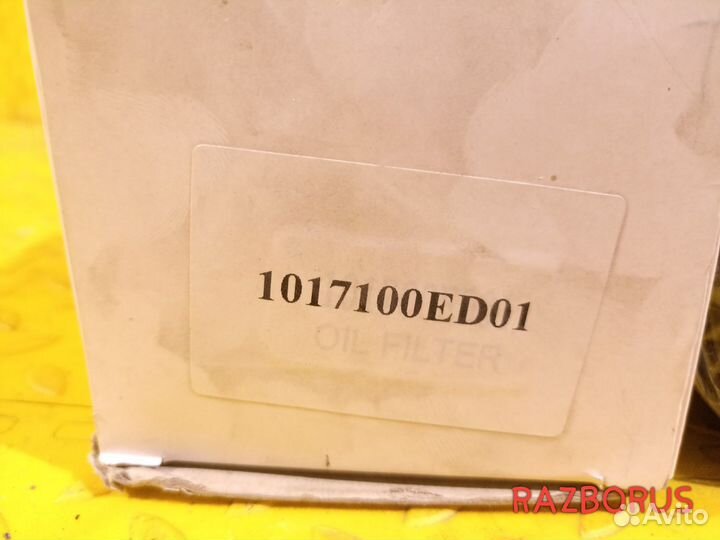 1017100ED01
OIL FILTER
RAZBORUS
Avito